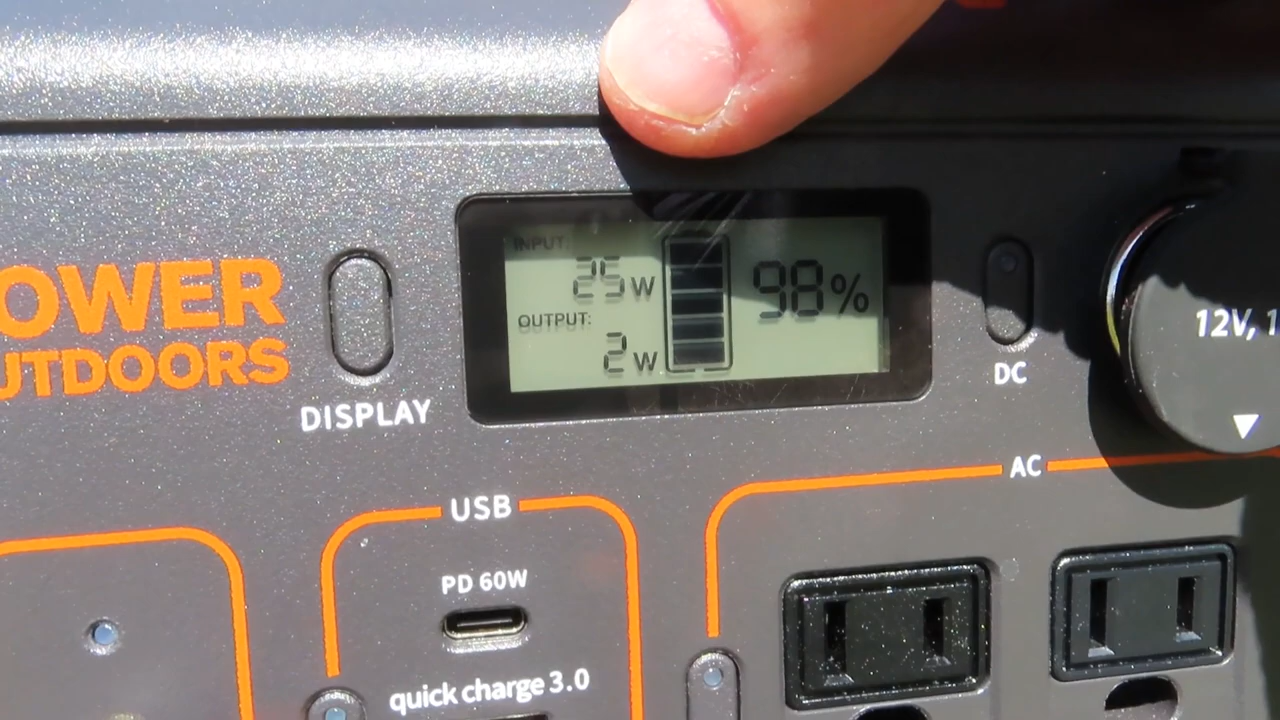 INPUT:
25W
98%
OUTPUT:
2W
OWER
UTDOORS
DISPLAY
DC
12V, 1
AC
USB
PD 60W
quick charge 3.0